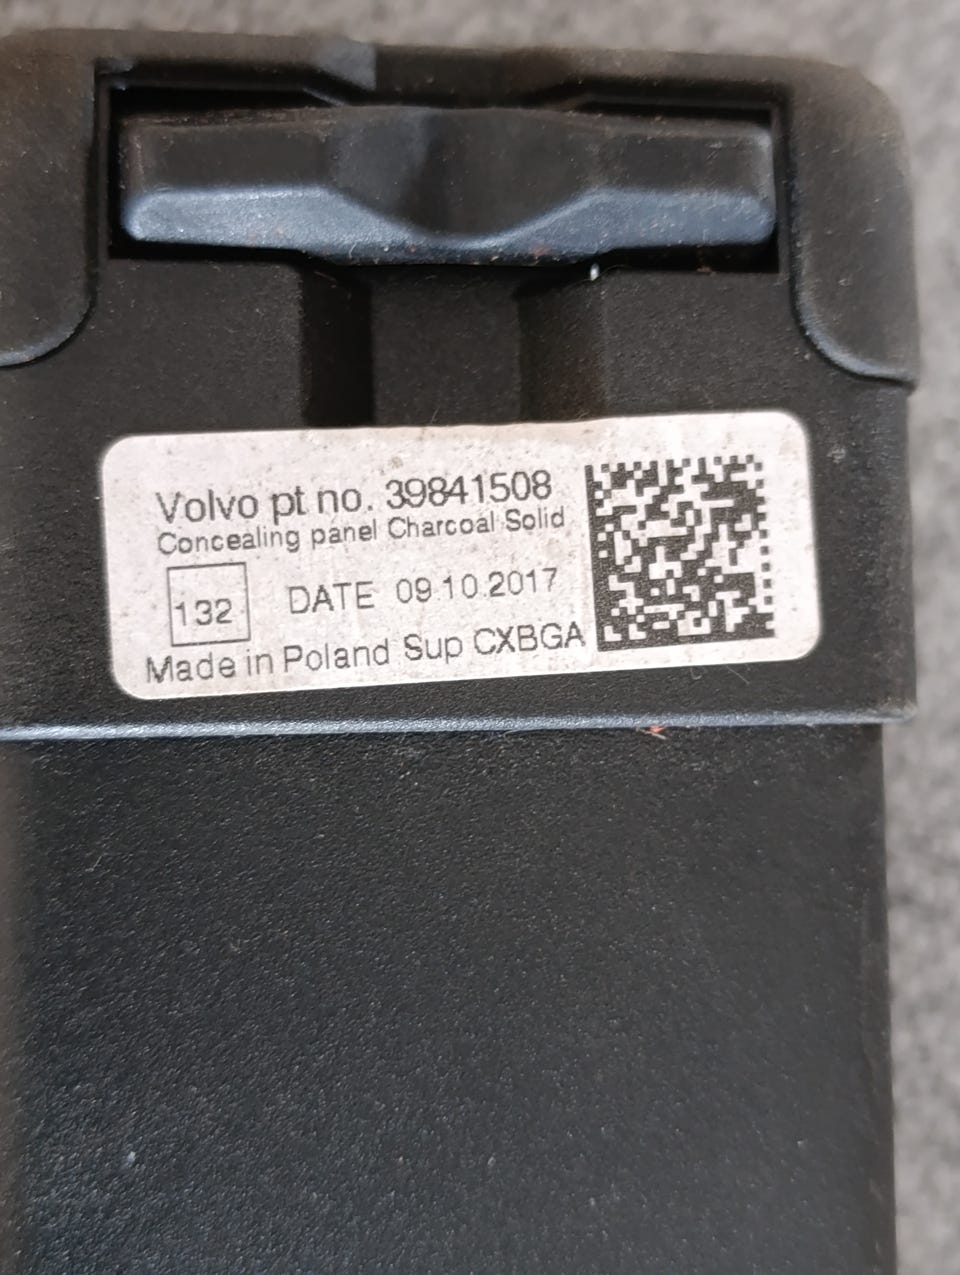 Volvo pt no. 39841508
Concealing panel Charcoal Solid
132 DATE 09.10.2017
Made in Poland Sup CXBGA